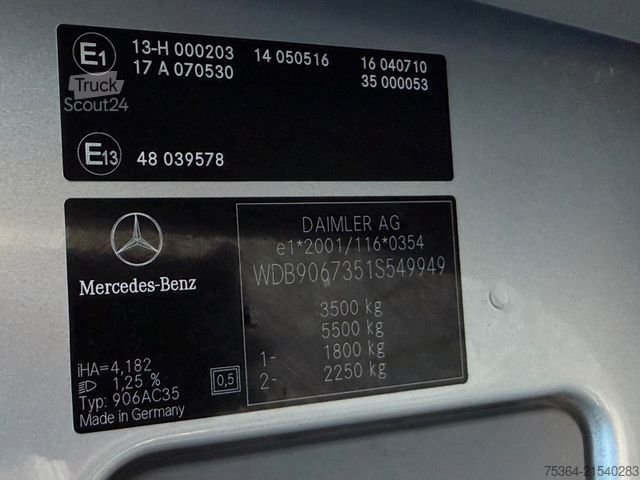 E1 13-H 000203 14 050516 16 040710
17 A 070530 35 000053
Truck
Scout24
E13 48 039578
DAIMLER AG
e1*2001/116*0354
WDB9067351S549949
Mercedes-Benz
3500 kg
5500 kg
1- 1800 kg
2- 2250 kg
iHA=4,182
1,25 %
0,5
Typ: 906AC35
Made in Germany
75364-21540283